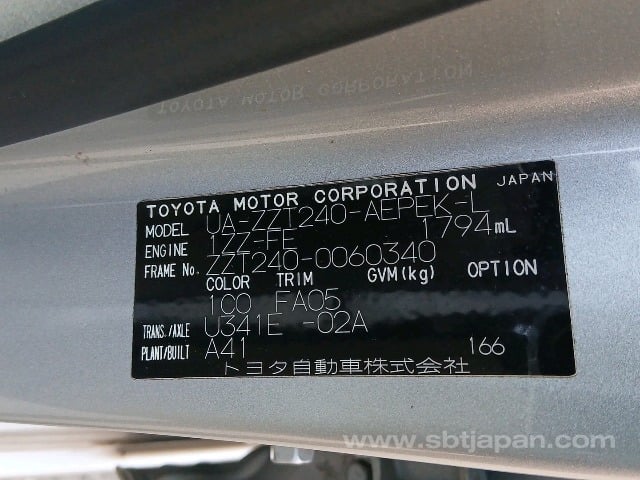 TOYOTA MOTOR CORPORATION JAPAN
MODEL UA-ZZT240-AEPEK-L
ENGINE 1ZZ-FE 1794mL
FRAME No. ZZT240-0060340
COLOR TRIM GVM(kg) OPTION
1C0 FA05
TRANS./AXLE U341E -02A
PLANT/BUILT A41 166
トヨタ自動車株式会社
www.sbtjapan.com